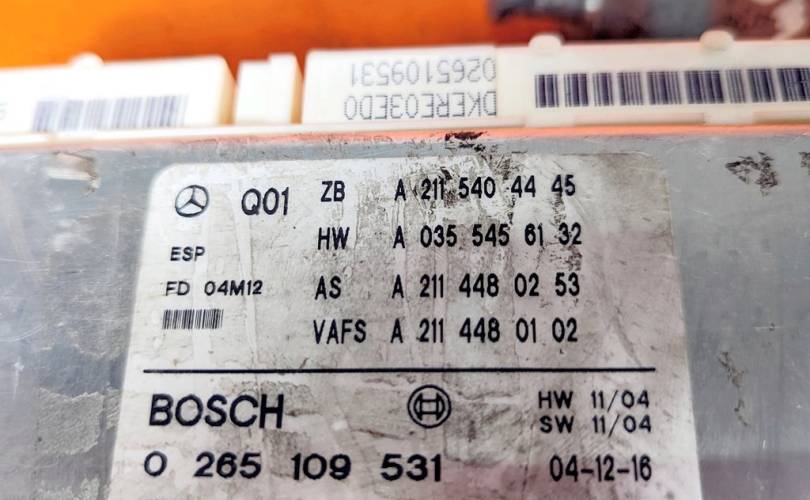 0265109531
DKERE03ED0
Q01 ZB A 211 540 44 45
HW A 035 545 61 32
ESP
FD 04M12
AS A 211 448 02 53
VAFS A 211 448 01 02
BOSCH
HW 11/04
SW 11/04
0 265 109 531
04-12-16